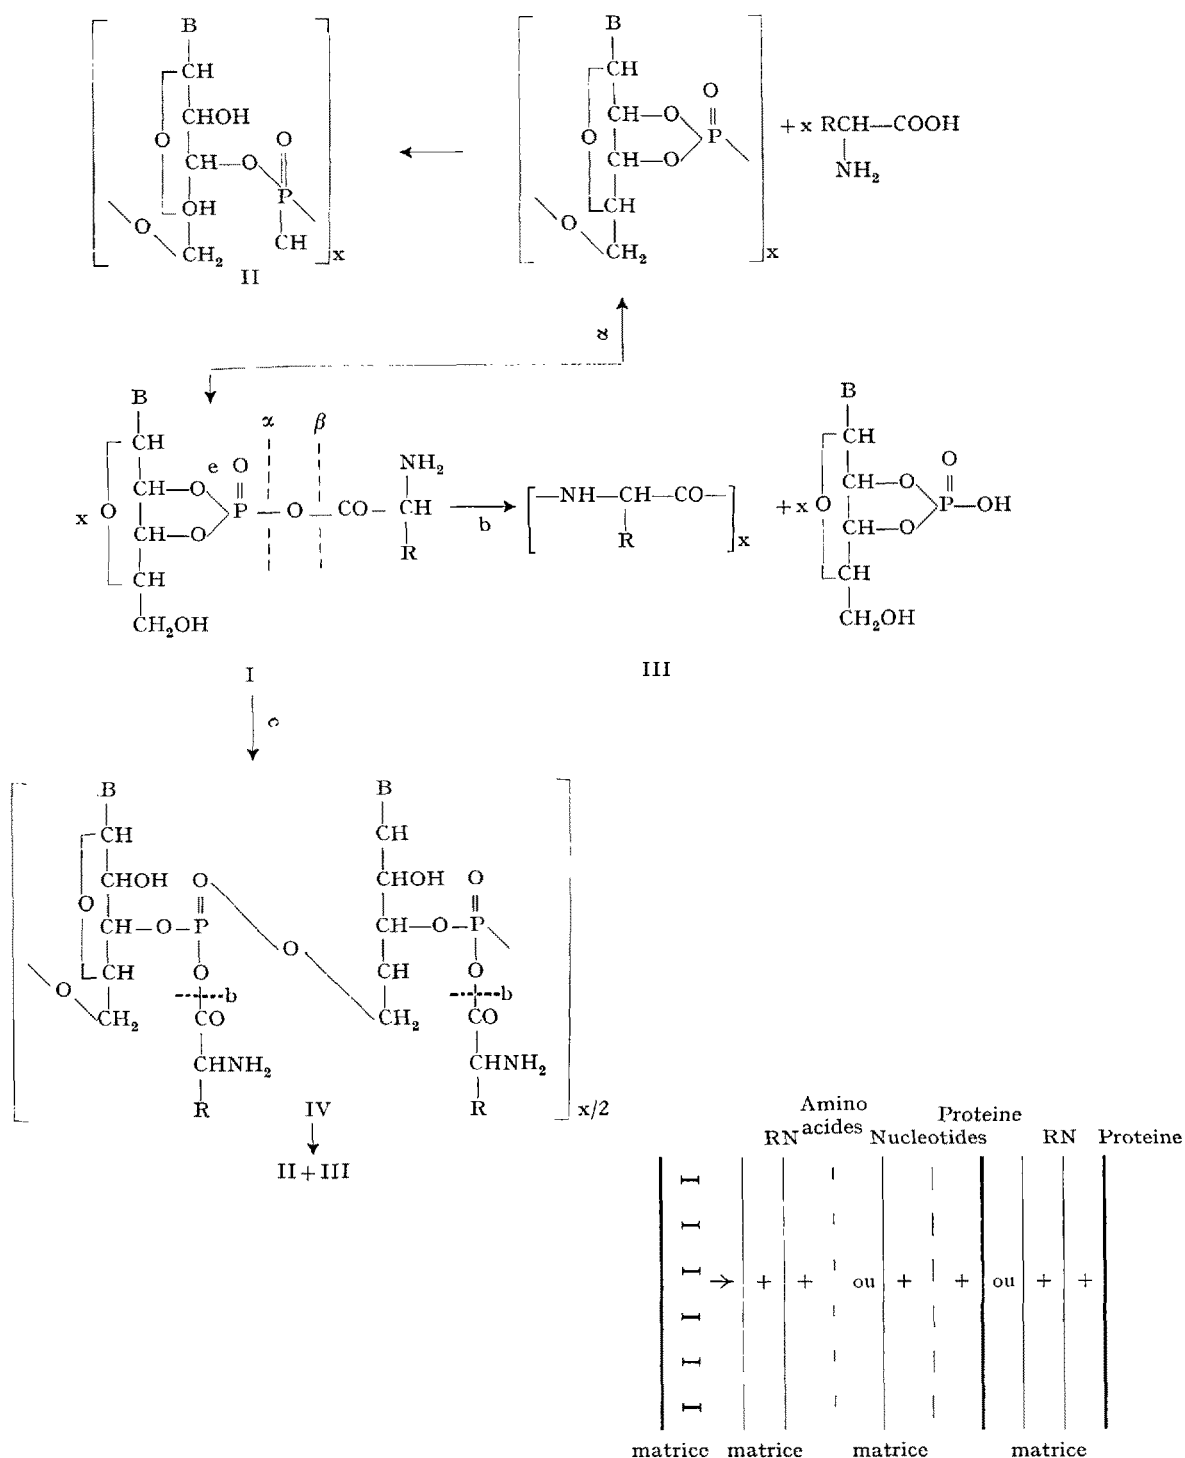 B
CH
CHOH
O
O
CH—O
P
OH
O
CH
CH₂
x
II
B
CH
O
CH—O
O
P
CH—O
CH
O
CH₂
x
+ x RCH—COOH
NH₂
a
B
CH
e
O
α
β
NH₂
CH—O
x O
P—O—CO—CH
CH—O
R
CH
CH₂OH
I
b
—NH—CH—CO—
R
x
III
+ x
B
CH
O
CH—O
O
P—OH
CH—O
CH
CH₂OH
c
B
CH
CHOH
O
O
CH—O—P
CH
O
O
b
CH₂
CO
CHNH₂
R
O
B
CH
CHOH
O
CH—O—P
CH
O
b
CH₂
CO
CHNH₂
R
x/2
IV
II + III
RN
Amino
acides
Nucleotides
Proteine
RN
Proteine
I
I
I
I
I
I
→ + + ou + + ou + +
matrice matrice matrice matrice